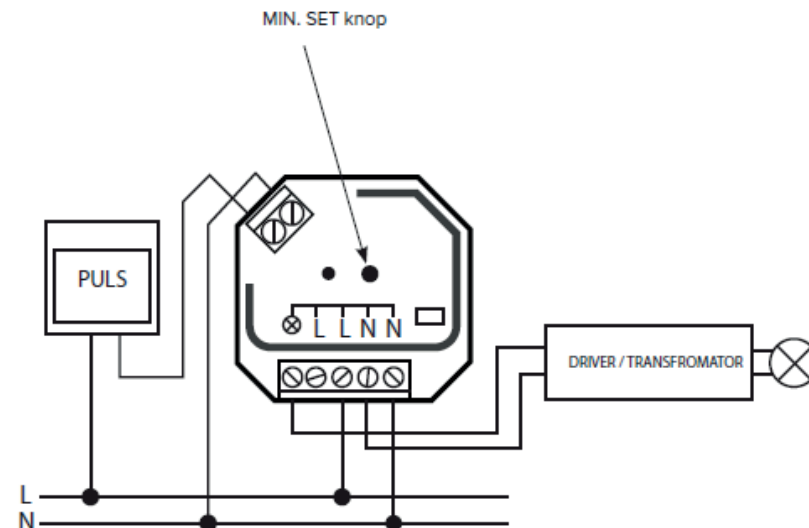 MIN. SET knop
PULS
L L N N
DRIVER / TRANSFROMATOR
L
N